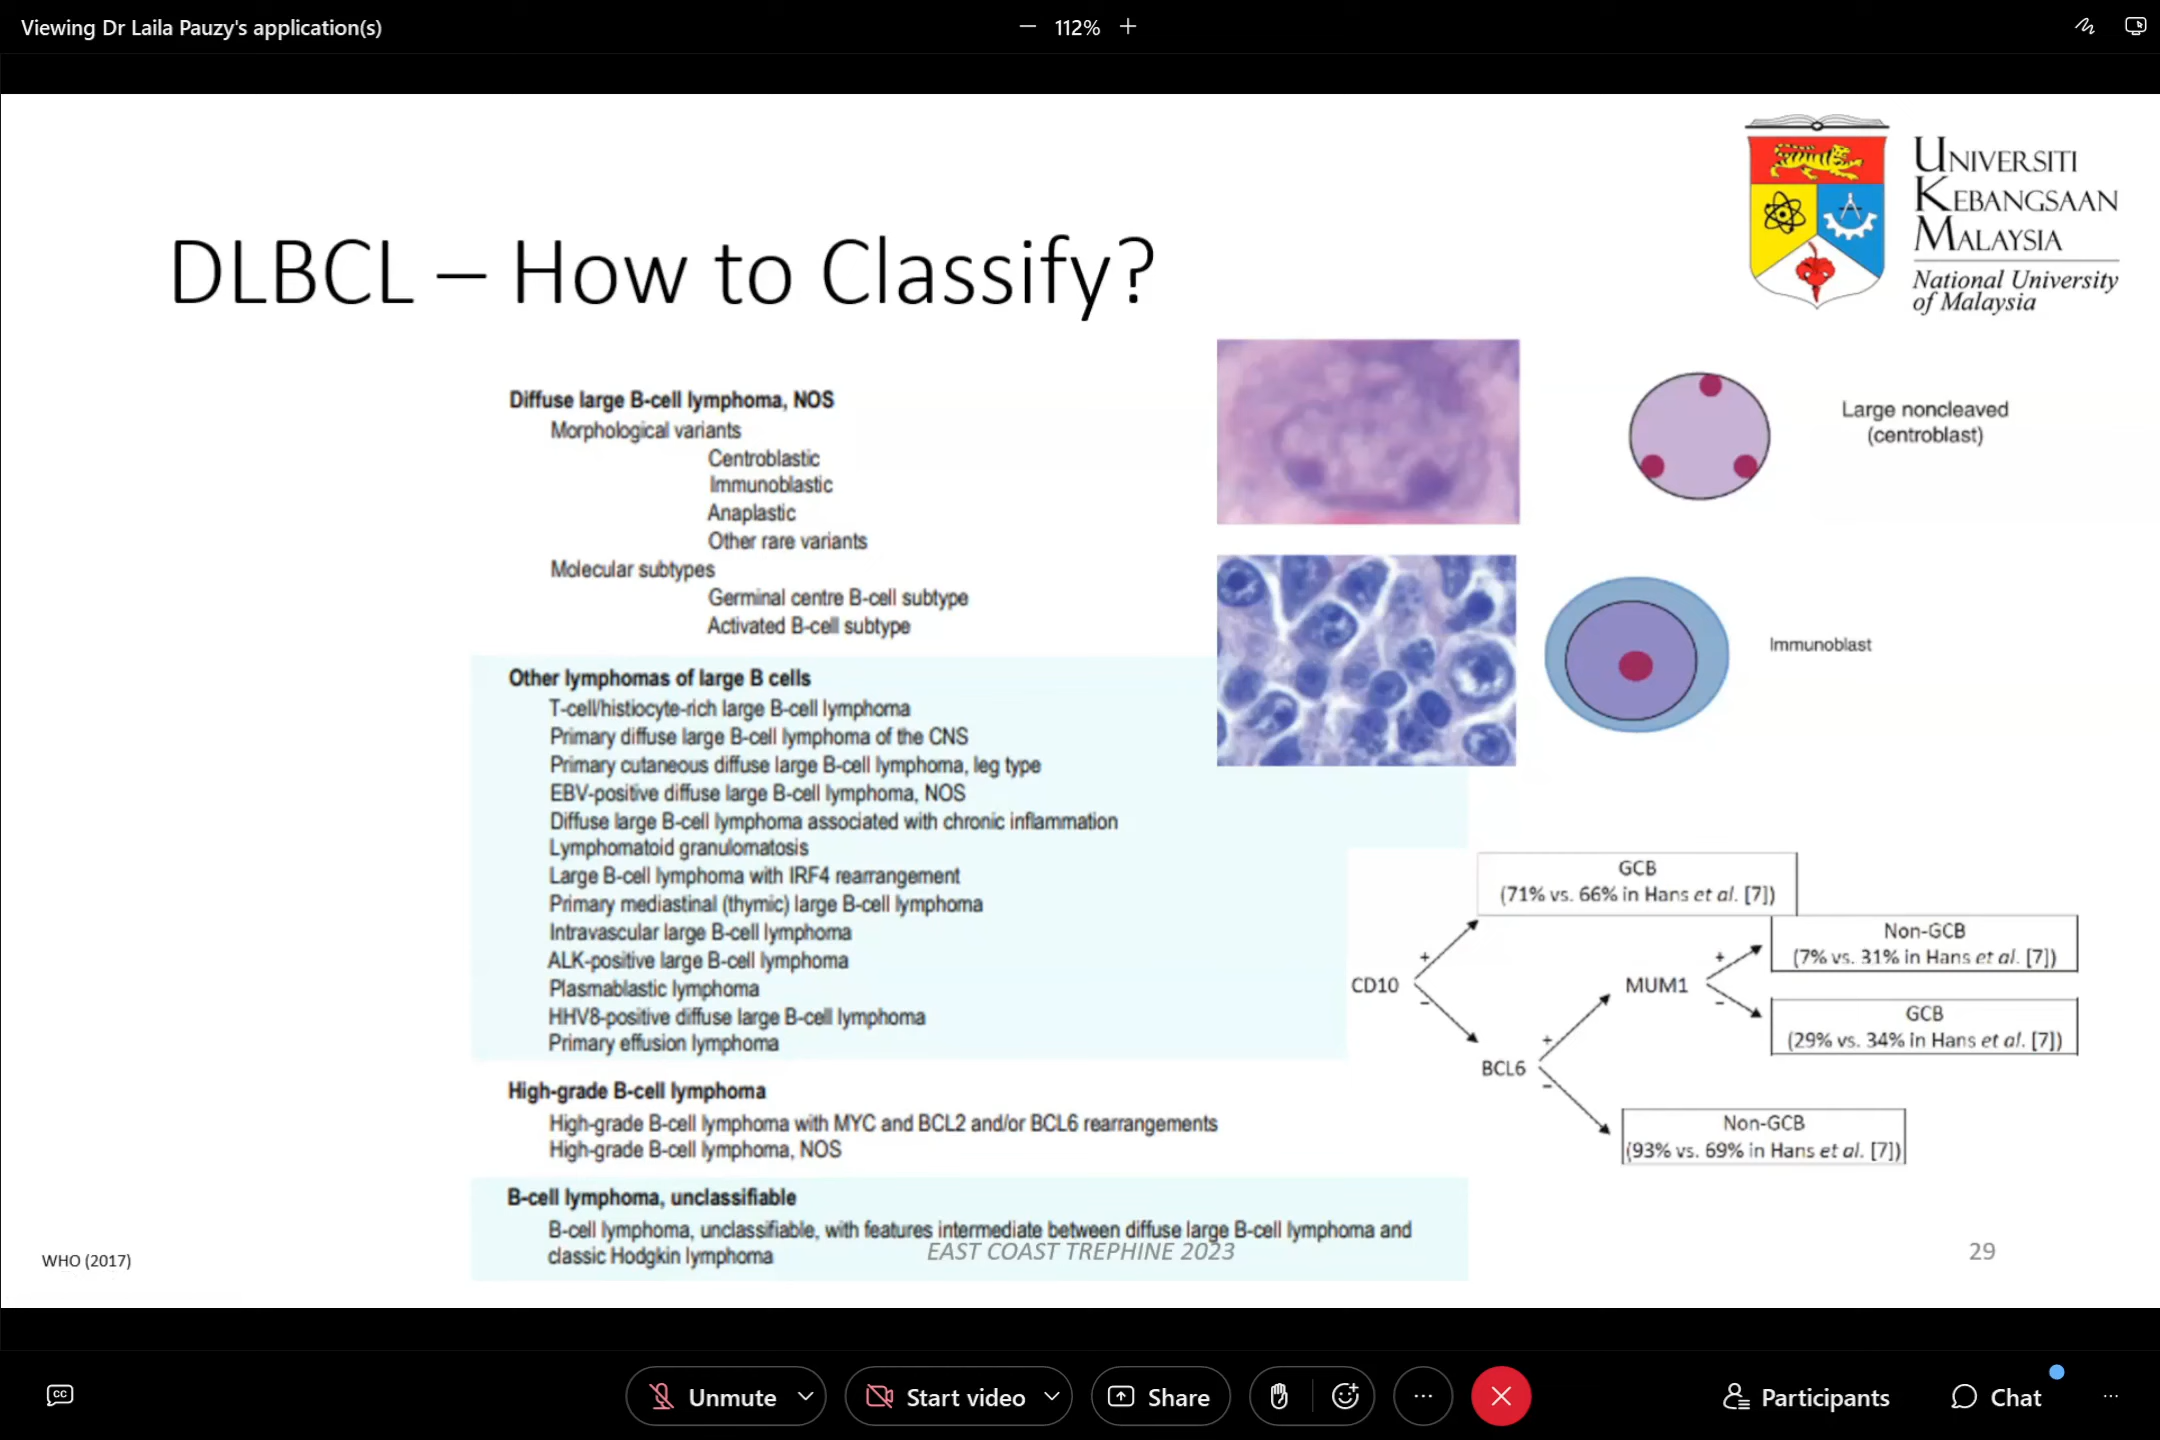 Viewing Dr Laila Pauzy's application(s)
112%
UNIVERSITI
KEBANGSAAN
MALAYSIA
National University
of Malaysia
DLBCL – How to Classify?
Diffuse large B-cell lymphoma, NOS
Morphological variants
Centroblastic
Immunoblastic
Anaplastic
Other rare variants
Molecular subtypes
Germinal centre B-cell subtype
Activated B-cell subtype
Other lymphomas of large B cells
T-cell/histiocyte-rich large B-cell lymphoma
Primary diffuse large B-cell lymphoma of the CNS
Primary cutaneous diffuse large B-cell lymphoma, leg type
EBV-positive diffuse large B-cell lymphoma, NOS
Diffuse large B-cell lymphoma associated with chronic inflammation
Lymphomatoid granulomatosis
Large B-cell lymphoma with IRF4 rearrangement
Primary mediastinal (thymic) large B-cell lymphoma
Intravascular large B-cell lymphoma
ALK-positive large B-cell lymphoma
Plasmablastic lymphoma
HHV8-positive diffuse large B-cell lymphoma
Primary effusion lymphoma
High-grade B-cell lymphoma
High-grade B-cell lymphoma with MYC and BCL2 and/or BCL6 rearrangements
High-grade B-cell lymphoma, NOS
B-cell lymphoma, unclassifiable
B-cell lymphoma, unclassifiable, with features intermediate between diffuse large B-cell lymphoma and
classic Hodgkin lymphoma
Large noncleaved
(centroblast)
Immunoblast
GCB
(71% vs. 66% in Hans et al. [7])
Non-GCB
(7% vs. 31% in Hans et al. [7])
CD10
+
−
MUM1
+
−
GCB
(29% vs. 34% in Hans et al. [7])
BCL6
+
−
Non-GCB
(93% vs. 69% in Hans et al. [7])
WHO (2017)
EAST COAST TREPHINE 2023
29
CC
Unmute
Start video
Share
Participants
Chat